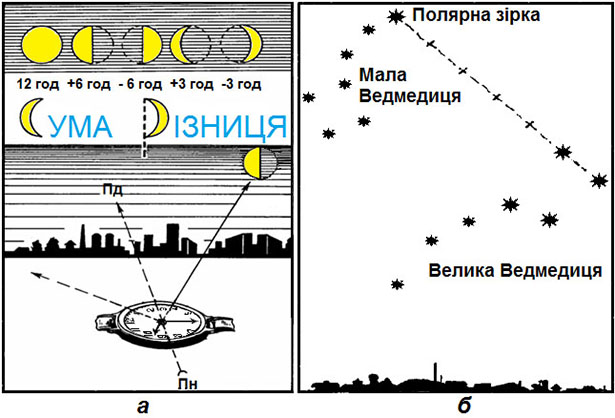 12 год +6 год - 6 год +3 год -3 год
УМА ІЗНИЦЯ
Пд
Пн
а
Полярна зірка
Мала
Ведмедиця
Велика Ведмедиця
б